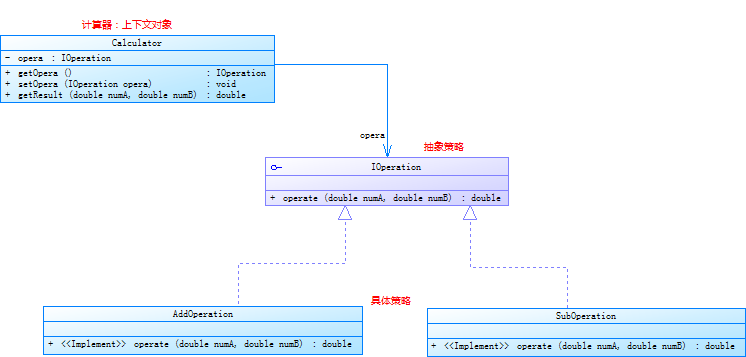 计算器：上下文对象
Calculator
- opera : IOperation
+ getOpera () : IOperation
+ setOpera (IOperation opera) : void
+ getResult (double numA, double numB) : double
opera
抽象策略
IOperation
+ operate (double numA, double numB) : double
具体策略
AddOperation
+ <<Implement>> operate (double numA, double numB) : double
SubOperation
+ <<Implement>> operate (double numA, double numB) : double